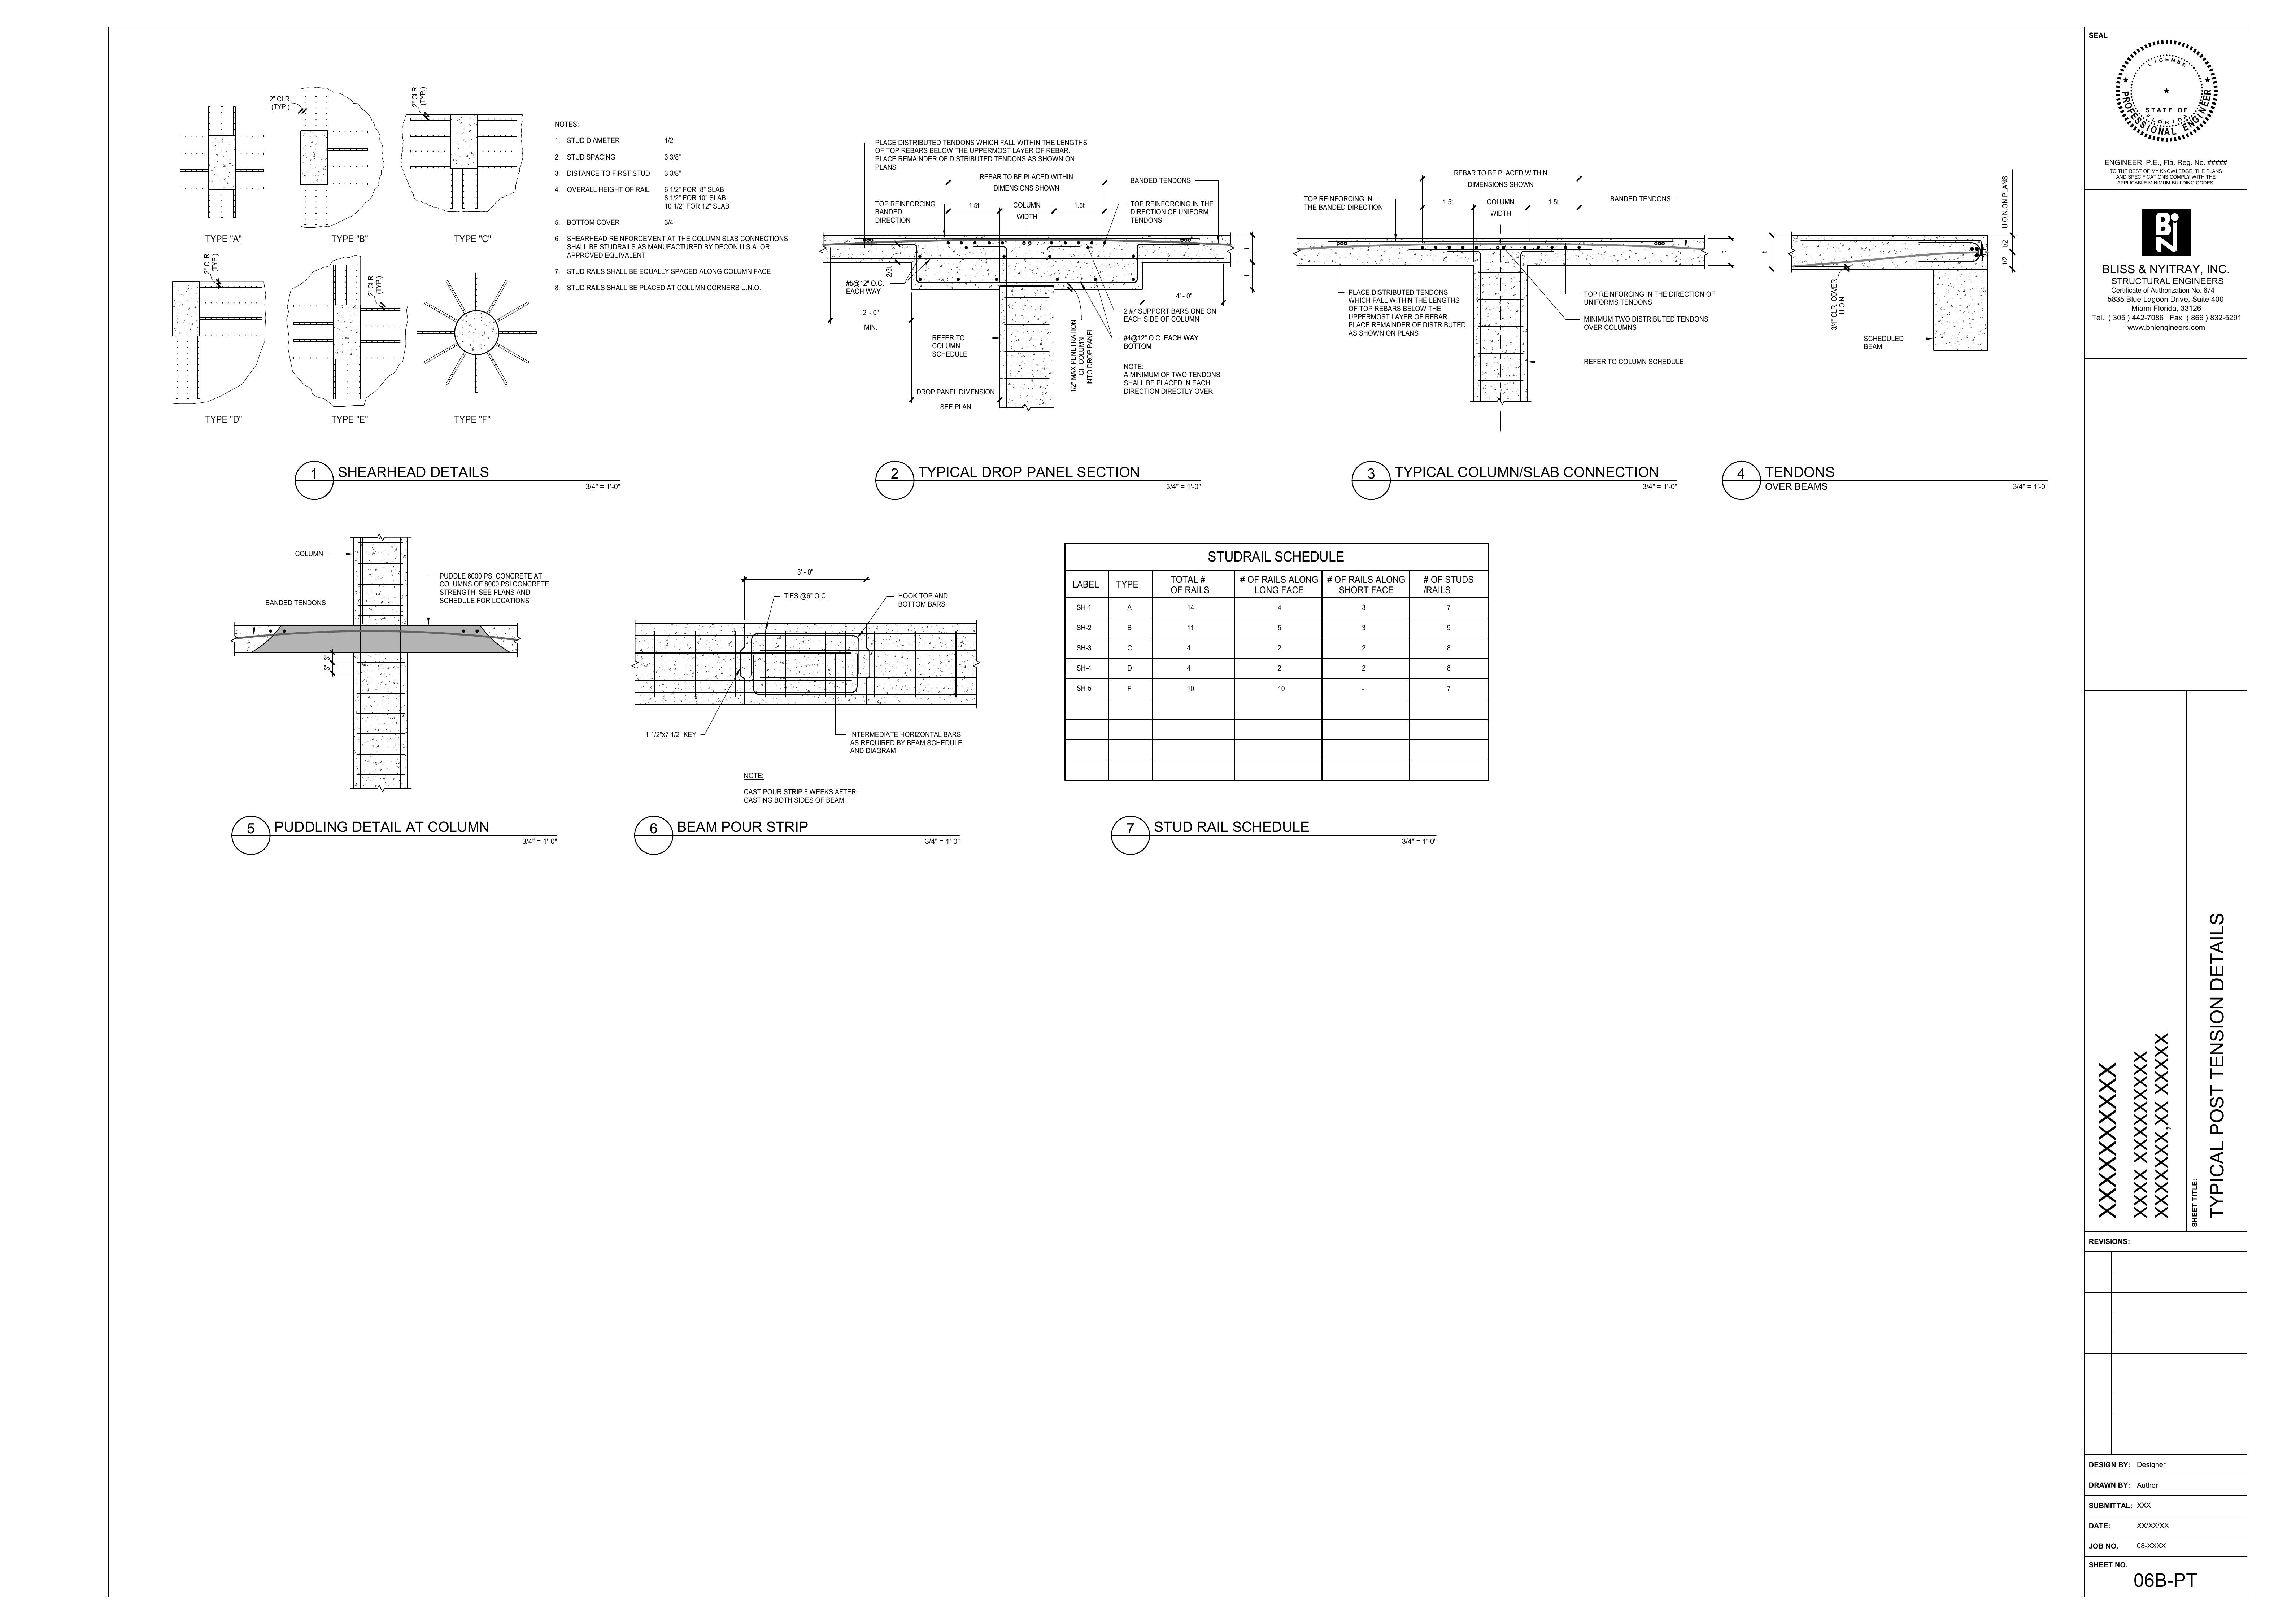 2" CLR.
(TYP.)
2" CLR.
(TYP.)
TYPE "A"
TYPE "B"
TYPE "C"
2" CLR.
(TYP.)
2" CLR.
(TYP.)
TYPE "D"
TYPE "E"
TYPE "F"
NOTES:
1. STUD DIAMETER 1/2"
2. STUD SPACING 3 3/8"
3. DISTANCE TO FIRST STUD 3 3/8"
4. OVERALL HEIGHT OF RAIL 6 1/2" FOR 8" SLAB
8 1/2" FOR 10" SLAB
10 1/2" FOR 12" SLAB
5. BOTTOM COVER 3/4"
6. SHEARHEAD REINFORCEMENT AT THE COLUMN SLAB CONNECTIONS
SHALL BE STUDRAILS AS MANUFACTURED BY DECON U.S.A. OR
APPROVED EQUIVALENT
7. STUD RAILS SHALL BE EQUALLY SPACED ALONG COLUMN FACE
8. STUD RAILS SHALL BE PLACED AT COLUMN CORNERS U.N.O.
1 SHEARHEAD DETAILS
3/4" = 1'-0"
PLACE DISTRIBUTED TENDONS WHICH FALL WITHIN THE LENGTHS
OF TOP REBARS BELOW THE UPPERMOST LAYER OF REBAR.
PLACE REMAINDER OF DISTRIBUTED TENDONS AS SHOWN ON
PLANS
REBAR TO BE PLACED WITHIN
DIMENSIONS SHOWN
BANDED TENDONS
TOP REINFORCING
BANDED
DIRECTION
1.5t
COLUMN
WIDTH
1.5t
TOP REINFORCING IN THE
DIRECTION OF UNIFORM
TENDONS
t
t
2/3t
#5@12" O.C.
EACH WAY
2' - 0"
MIN.
4' - 0"
2 #7 SUPPORT BARS ONE ON
EACH SIDE OF COLUMN
REFER TO
COLUMN
SCHEDULE
1/2" MAX PENETRATION
OF COLUMN
INTO DROP PANEL
#4@12" O.C. EACH WAY
BOTTOM
NOTE:
A MINIMUM OF TWO TENDONS
SHALL BE PLACED IN EACH
DIRECTION DIRECTLY OVER.
DROP PANEL DIMENSION
SEE PLAN
2 TYPICAL DROP PANEL SECTION
3/4" = 1'-0"
REBAR TO BE PLACED WITHIN
DIMENSIONS SHOWN
TOP REINFORCING IN
THE BANDED DIRECTION
1.5t
COLUMN
WIDTH
1.5t
BANDED TENDONS
t
PLACE DISTRIBUTED TENDONS
WHICH FALL WITHIN THE LENGTHS
OF TOP REBARS BELOW THE
UPPERMOST LAYER OF REBAR.
PLACE REMAINDER OF DISTRIBUTED
AS SHOWN ON PLANS
TOP REINFORCING IN THE DIRECTION OF
UNIFORMS TENDONS
MINIMUM TWO DISTRIBUTED TENDONS
OVER COLUMNS
REFER TO COLUMN SCHEDULE
3 TYPICAL COLUMN/SLAB CONNECTION
3/4" = 1'-0"
t
U.O.N.ON PLANS
t/2
t/2
3/4" CLR. COVER
U.O.N.
SCHEDULED
BEAM
4 TENDONS
OVER BEAMS
3/4" = 1'-0"
COLUMN
PUDDLE 6000 PSI CONCRETE AT
COLUMNS OF 8000 PSI CONCRETE
STRENGTH, SEE PLANS AND
SCHEDULE FOR LOCATIONS
BANDED TENDONS
3"
3"
5 PUDDLING DETAIL AT COLUMN
3/4" = 1'-0"
3' - 0"
TIES @6" O.C.
HOOK TOP AND
BOTTOM BARS
1 1/2"x7 1/2" KEY
INTERMEDIATE HORIZONTAL BARS
AS REQUIRED BY BEAM SCHEDULE
AND DIAGRAM
NOTE:
CAST POUR STRIP 8 WEEKS AFTER
CASTING BOTH SIDES OF BEAM
6 BEAM POUR STRIP
3/4" = 1'-0"
STUDRAIL SCHEDULE
LABEL TYPE TOTAL # OF RAILS # OF RAILS ALONG LONG FACE # OF RAILS ALONG SHORT FACE # OF STUDS /RAILS
SH-1 A 14 4 3 7
SH-2 B 11 5 3 9
SH-3 C 4 2 2 8
SH-4 D 4 2 2 8
SH-5 F 10 10 - 7
7 STUD RAIL SCHEDULE
3/4" = 1'-0"
SEAL
LICENSE
STATE OF
FLORIDA
PROFESSIONAL ENGINEER
ENGINEER, P.E., Fla. Reg. No. #####
TO THE BEST OF MY KNOWLEDGE, THE PLANS
AND SPECIFICATIONS COMPLY WITH THE
APPLICABLE MINIMUM BUILDING CODES.
BiN
BLISS & NYITRAY, INC.
STRUCTURAL ENGINEERS
Certificate of Authorization No. 674
5835 Blue Lagoon Drive, Suite 400
Miami Florida, 33126
Tel. ( 305 ) 442-7086 Fax ( 866 ) 832-5291
www.bniengineers.com
XXXXXXXXXX
XXXX XXXXXXXX
XXXXXXX,XX XXXXX
SHEET TITLE:
TYPICAL POST TENSION DETAILS
REVISIONS:
DESIGN BY: Designer
DRAWN BY: Author
SUBMITTAL: XXX
DATE: XX/XX/XX
JOB NO. 08-XXXX
SHEET NO.
06B-PT